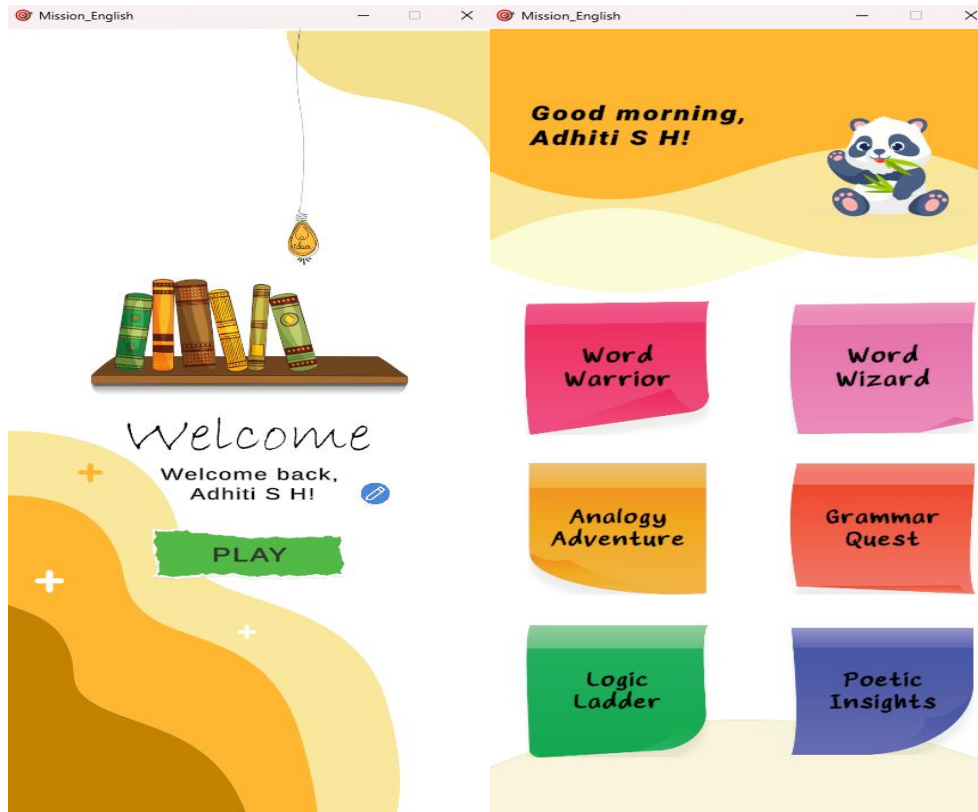 Mission_English
Welcome
Welcome back,
Adhiti S H!
PLAY
Mission_English
Good morning,
Adhiti S H!
Word
Warrior
Word
Wizard
Analogy
Adventure
Grammar
Quest
Logic
Ladder
Poetic
Insights